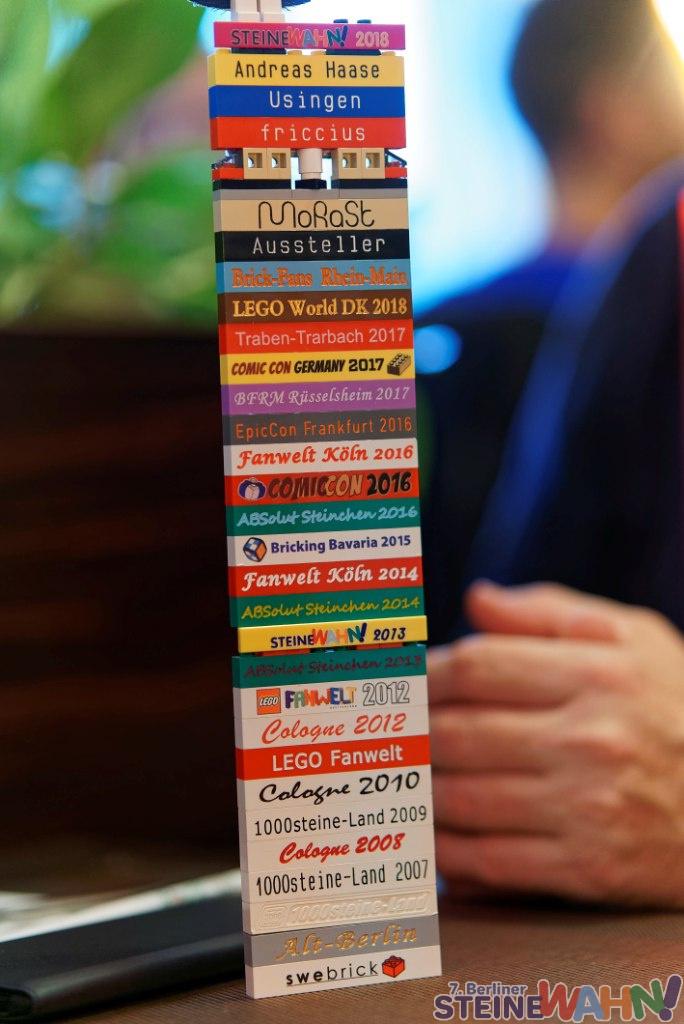 STEINEWAHN! 2018
Andreas Haase
Usingen
friccius
MoRaSt
Aussteller
Brick-Fans Rhein-Main
LEGO World DK 2018
Traben-Trarbach 2017
COMIC CON GERMANY 2017
BFRM Rüsselsheim 2017
EpicCon Frankfurt 2016
Fanwelt Köln 2016
COMICCON 2016
ABSolut Steinchen 2016
Bricking Bavaria 2015
Fanwelt Köln 2014
ABSolut Steinchen 2014
STEINEWAHN! 2013
ABSolut Steinchen 2013
LEGO FANWELT 2012
Cologne 2012
LEGO Fanwelt
Cologne 2010
1000steine-Land 2009
Cologne 2008
1000steine-Land 2007
1000steine-Land
Alt-Berlin
swebrick
7. Berliner
STEINEWAHN!